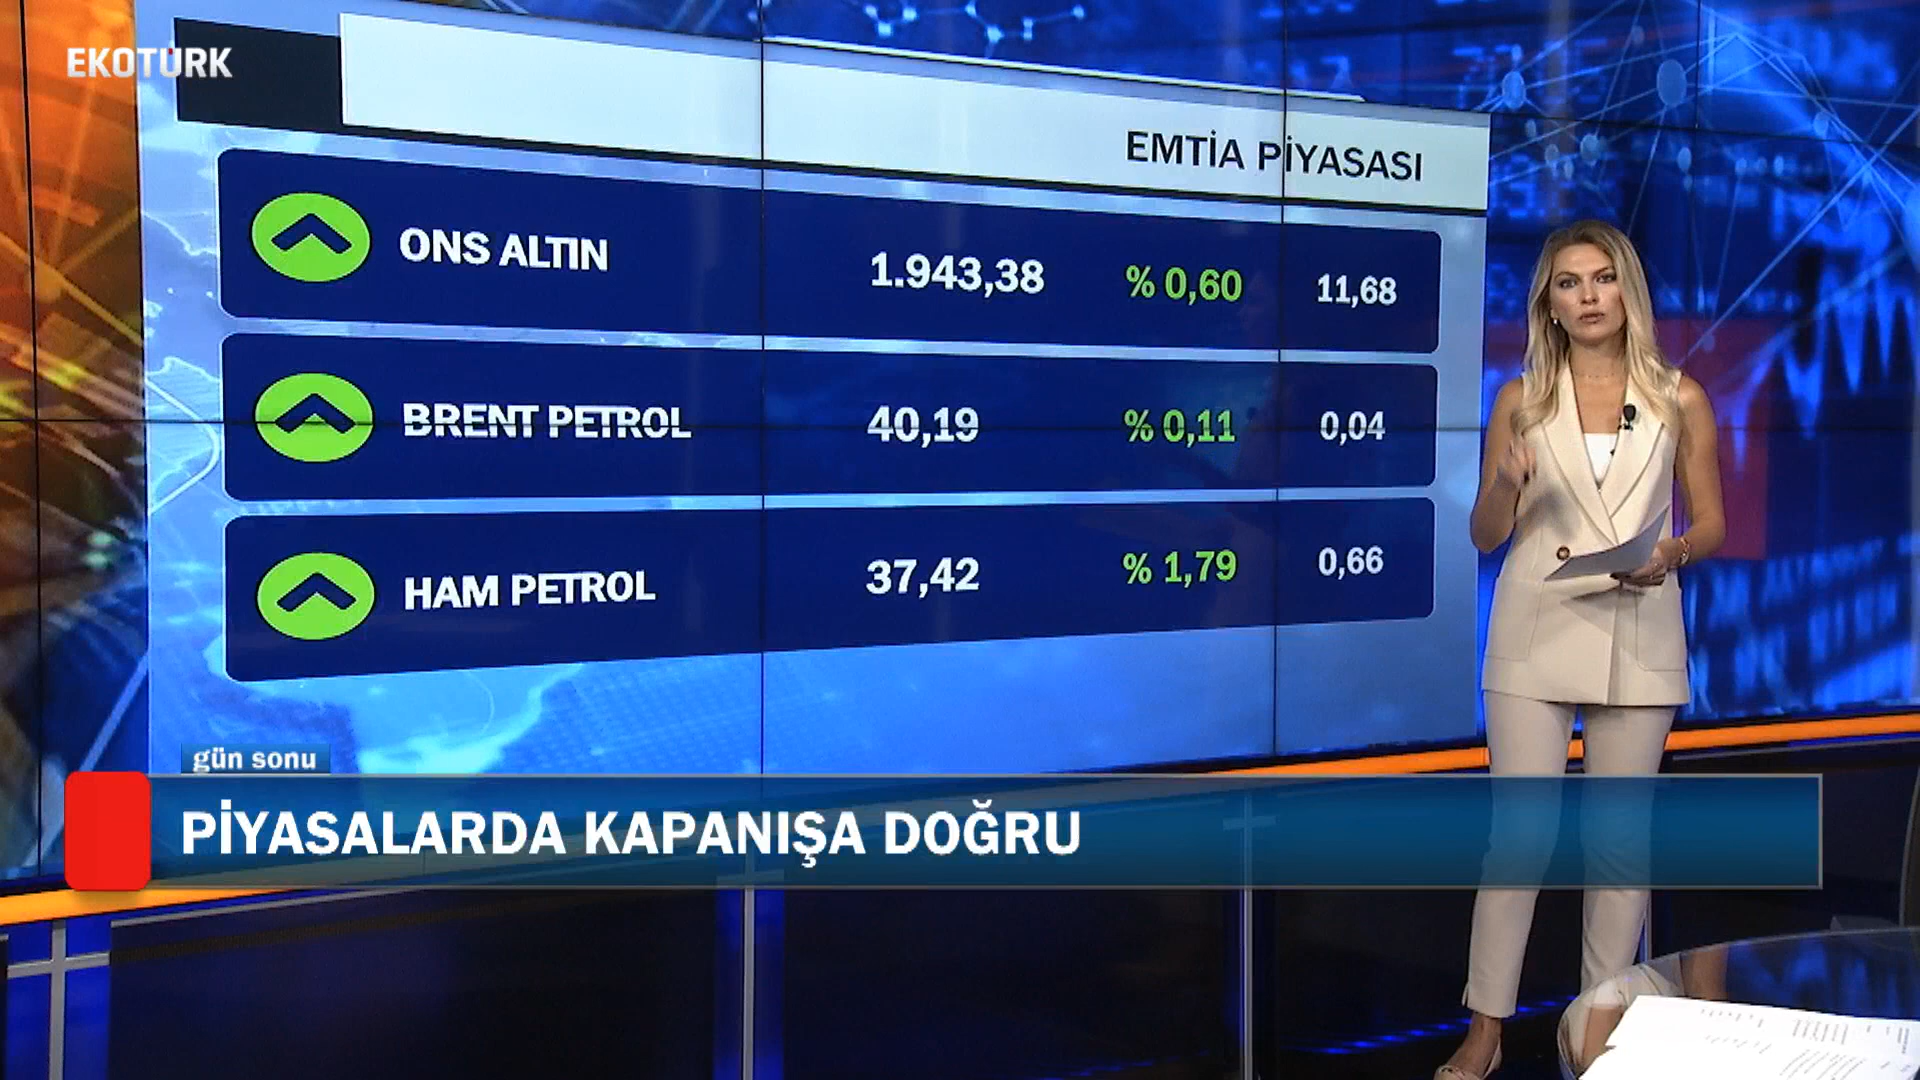 EKOTÜRK
EMTİA PİYASASI
ONS ALTIN 1.943,38 % 0,60 11,68
BRENT PETROL 40,19 % 0,11 0,04
HAM PETROL 37,42 % 1,79 0,66
gün sonu
PİYASALARDA KAPANIŞA DOĞRU